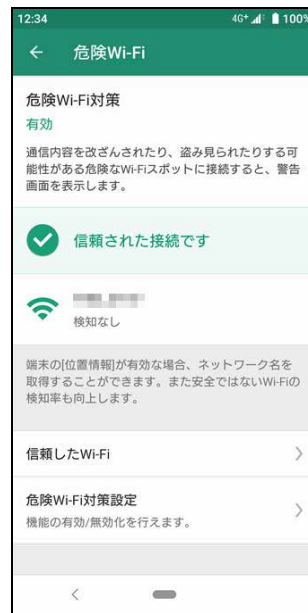 12:34
4G+ 100%
危険Wi-Fi
危険Wi-Fi対策
有効
通信内容を改ざんされたり、盗み見られたりする可
能性がある危険なWi-Fiスポットに接続すると、警告
画面を表示します。
信頼された接続です
検知なし
端末の[位置情報]が有効な場合、ネットワーク名を
取得することができます。また安全ではないWi-Fiの
検知率も向上します。
信頼したWi-Fi
危険Wi-Fi対策設定
機能の有効/無効化を行えます。